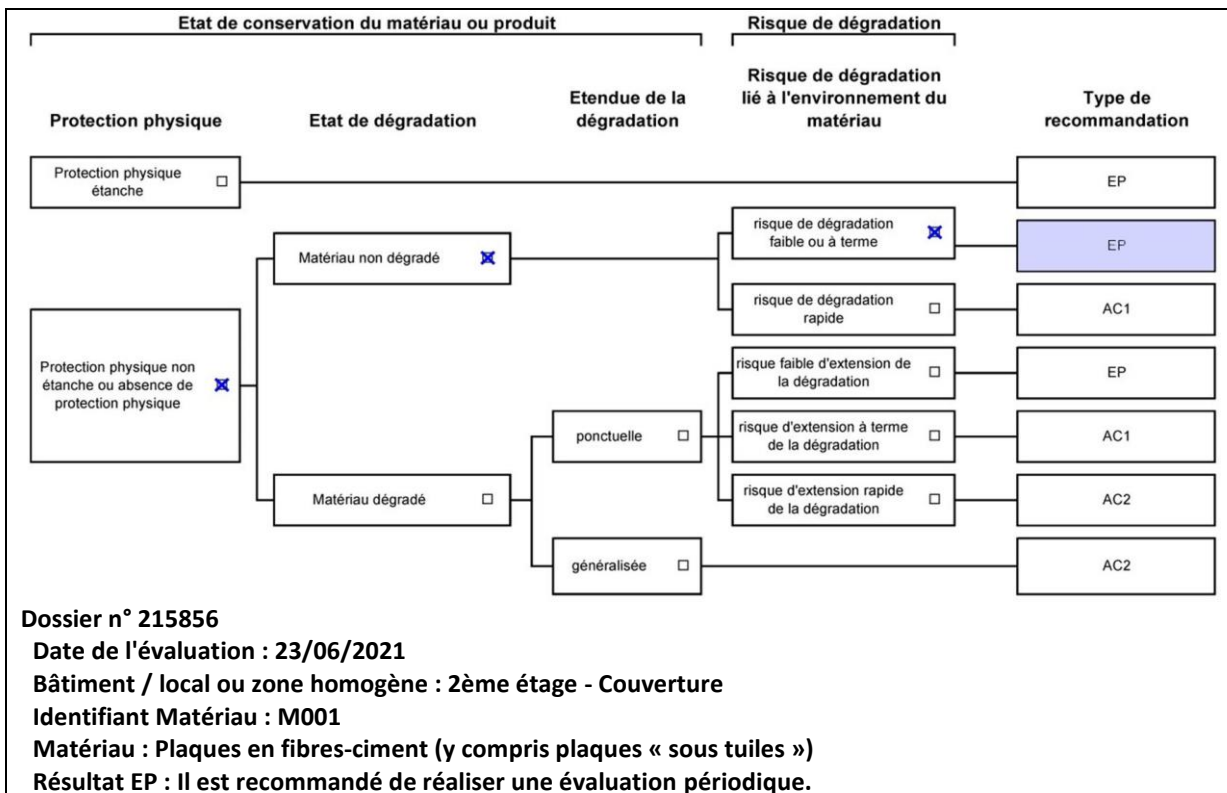 Etat de conservation du matériau ou produit
Risque de dégradation
Protection physique
Etat de dégradation
Etendue de la
dégradation
Risque de dégradation
lié à l'environnement du
matériau
Type de
recommandation
Protection physique
étanche
EP
Matériau non dégradé
risque de dégradation
faible ou à terme
EP
risque de dégradation
rapide
AC1
Protection physique non
étanche ou absence de
protection physique
risque faible d'extension de
la dégradation
EP
ponctuelle
risque d'extension à terme
de la dégradation
AC1
Matériau dégradé
risque d'extension rapide
de la dégradation
AC2
généralisée
AC2
Dossier n° 215856
Date de l'évaluation : 23/06/2021
Bâtiment / local ou zone homogène : 2ème étage - Couverture
Identifiant Matériau : M001
Matériau : Plaques en fibres-ciment (y compris plaques « sous tuiles »)
Résultat EP : Il est recommandé de réaliser une évaluation périodique.